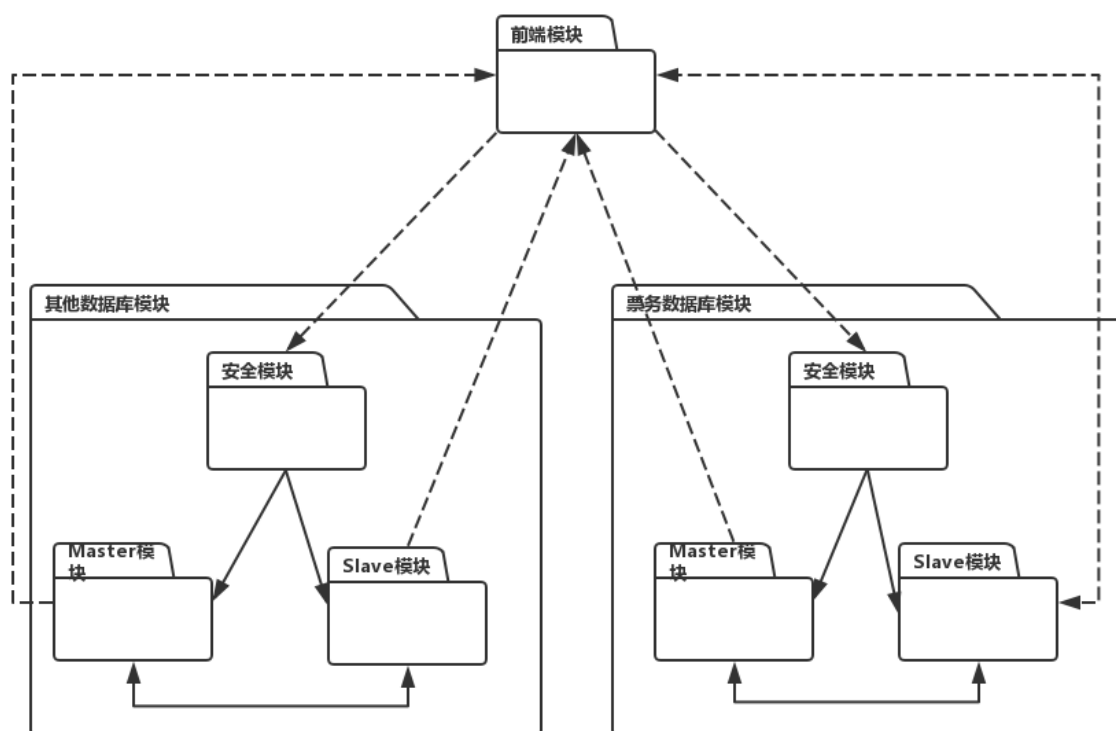 前端模块
其他数据库模块
票务数据库模块
安全模块
安全模块
Master模
块
Slave模块
Master模
块
Slave模块